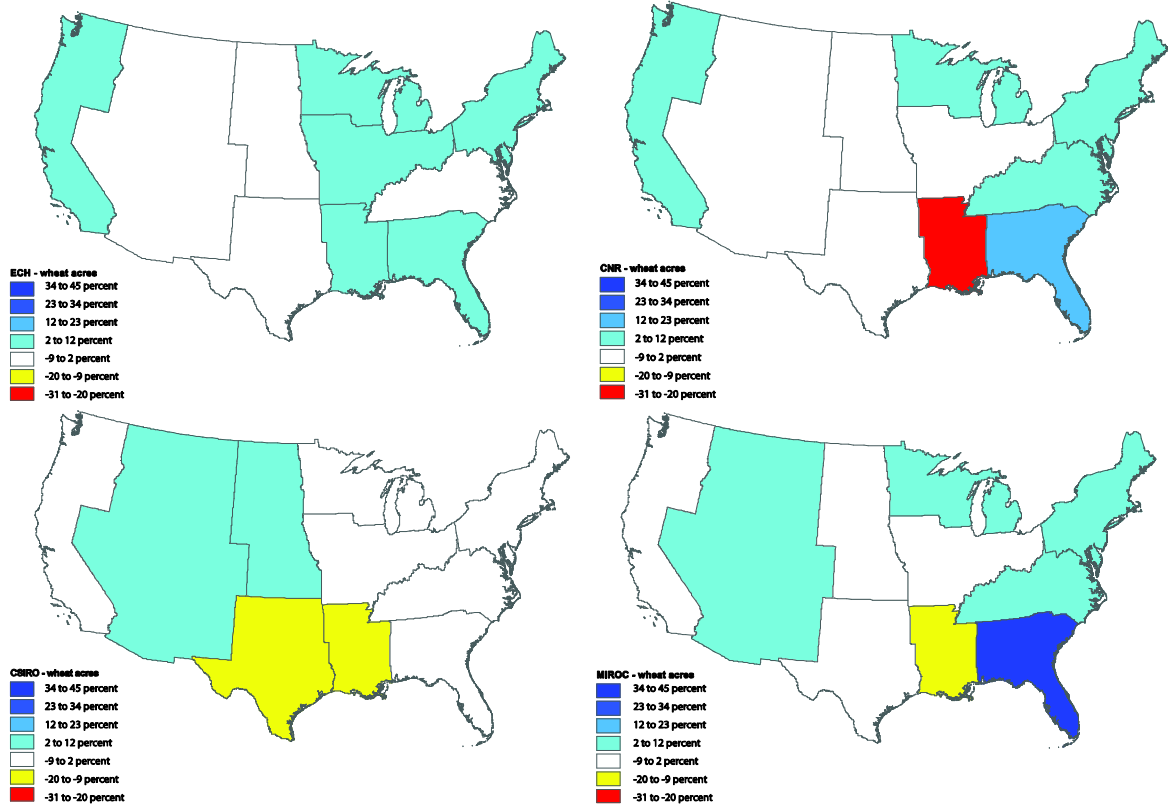 ECH - wheat acres
34 to 45 percent
23 to 34 percent
12 to 23 percent
2 to 12 percent
-9 to 2 percent
-20 to -9 percent
-31 to -20 percent
CNR - wheat acres
34 to 45 percent
23 to 34 percent
12 to 23 percent
2 to 12 percent
-9 to 2 percent
-20 to -9 percent
-31 to -20 percent
CSIRO - wheat acres
34 to 45 percent
23 to 34 percent
12 to 23 percent
2 to 12 percent
-9 to 2 percent
-20 to -9 percent
-31 to -20 percent
MIROC - wheat acres
34 to 45 percent
23 to 34 percent
12 to 23 percent
2 to 12 percent
-9 to 2 percent
-20 to -9 percent
-31 to -20 percent